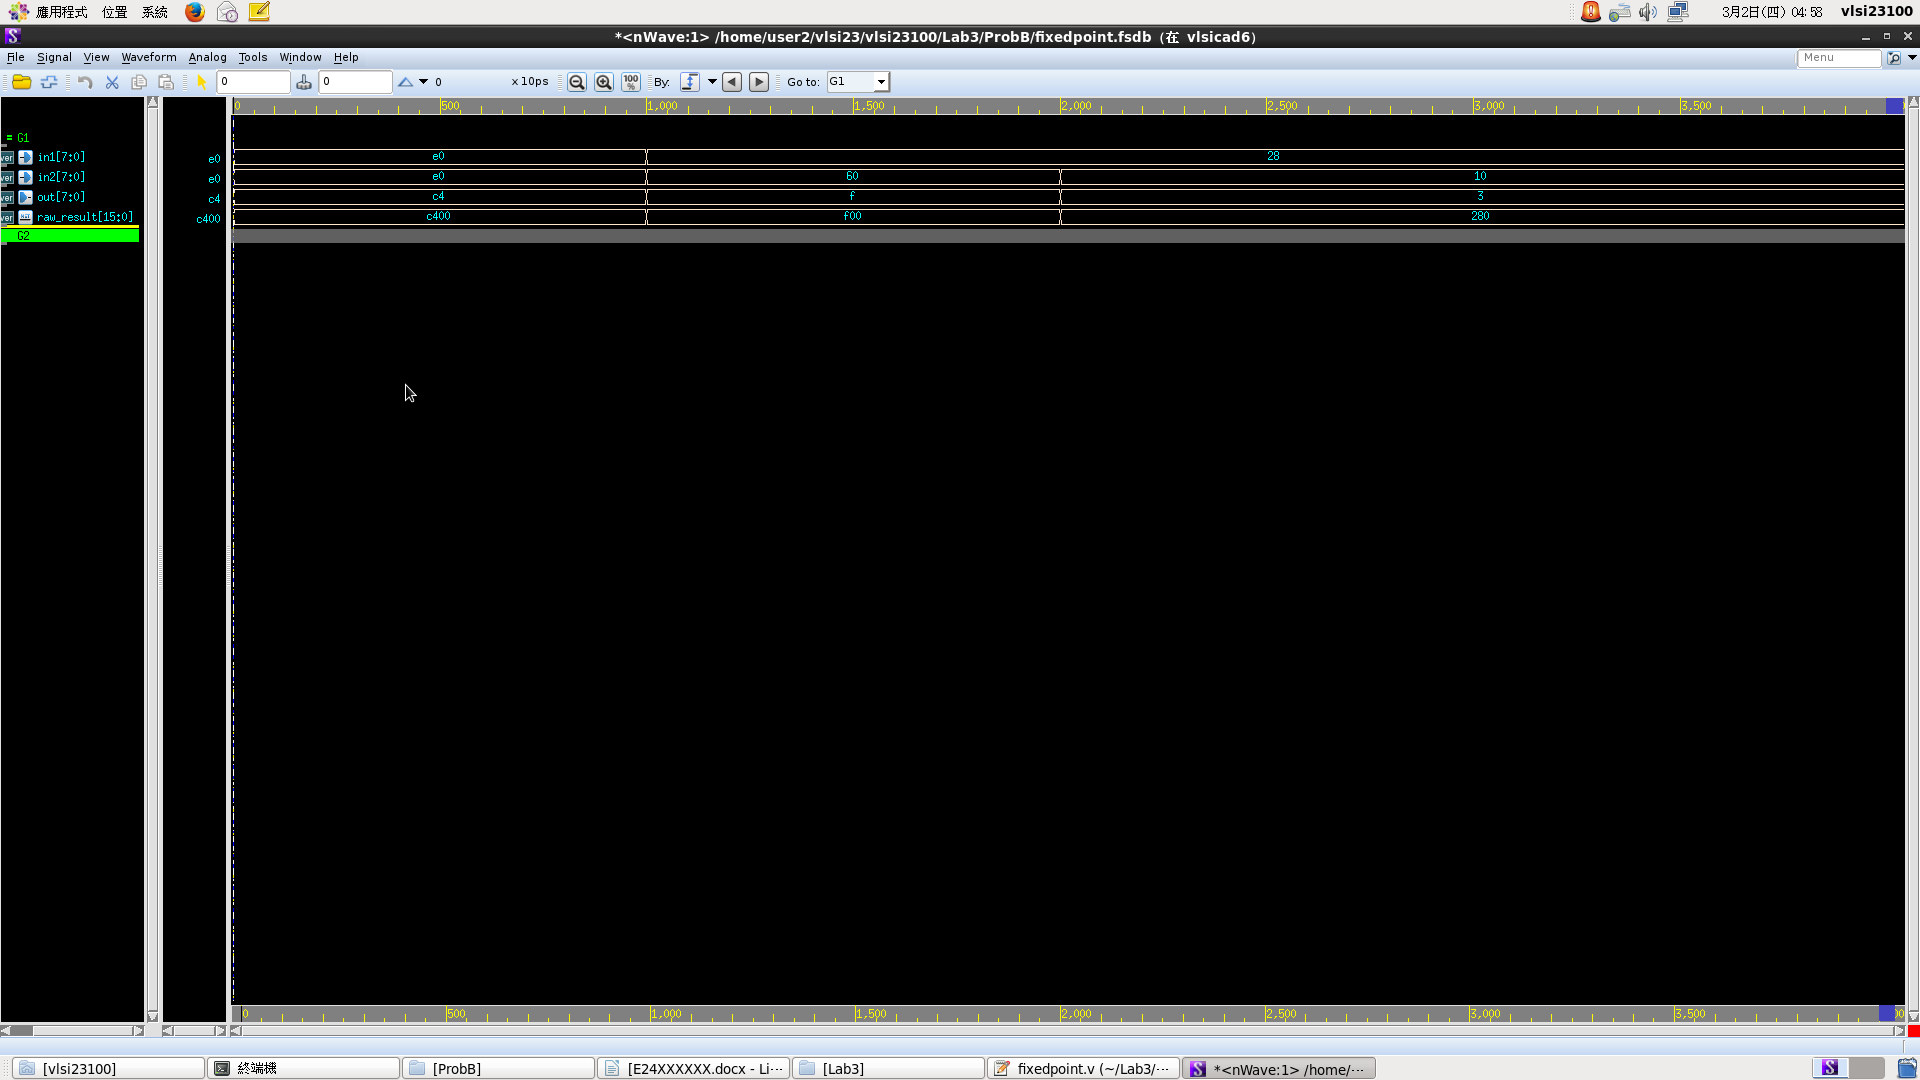 應用程式 位置 系統 3月2日(四) 04:58 vlsi23100
*<nWave:1> /home/user2/vlsi23/vlsi23100/Lab3/ProbB/fixedpoint.fsdb (在 vlsicad6)
File Signal View Waveform Analog Tools Window Help Menu
0 0 0 x 10ps 100 % By: Go to: G1
0 500 1,000 1,500 2,000 2,500 3,000 3,500
= G1
in1[7:0] e0 e0 28
in2[7:0] e0 e0 60 10
out[7:0] c4 c4 f 3
raw_result[15:0] c400 c400 f00 280
G2
0 500 1,000 1,500 2,000 2,500 3,000 3,500
[vlsi23100] 終端機 [ProbB] [E24XXXXXX.docx - Li··· [Lab3] fixedpoint.v (~/Lab3/··· *<nWave:1> /home/···